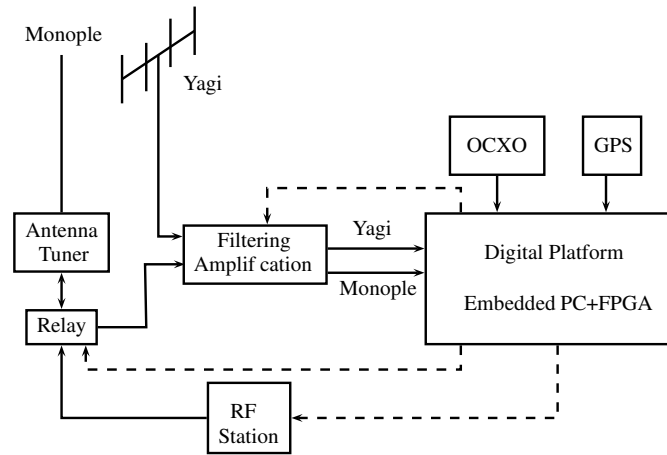 Monople
Yagi
OCXO
GPS
Antenna
Tuner
Filtering
Amplif cation
Yagi
Monople
Digital Platform
Embedded PC+FPGA
Relay
RF
Station